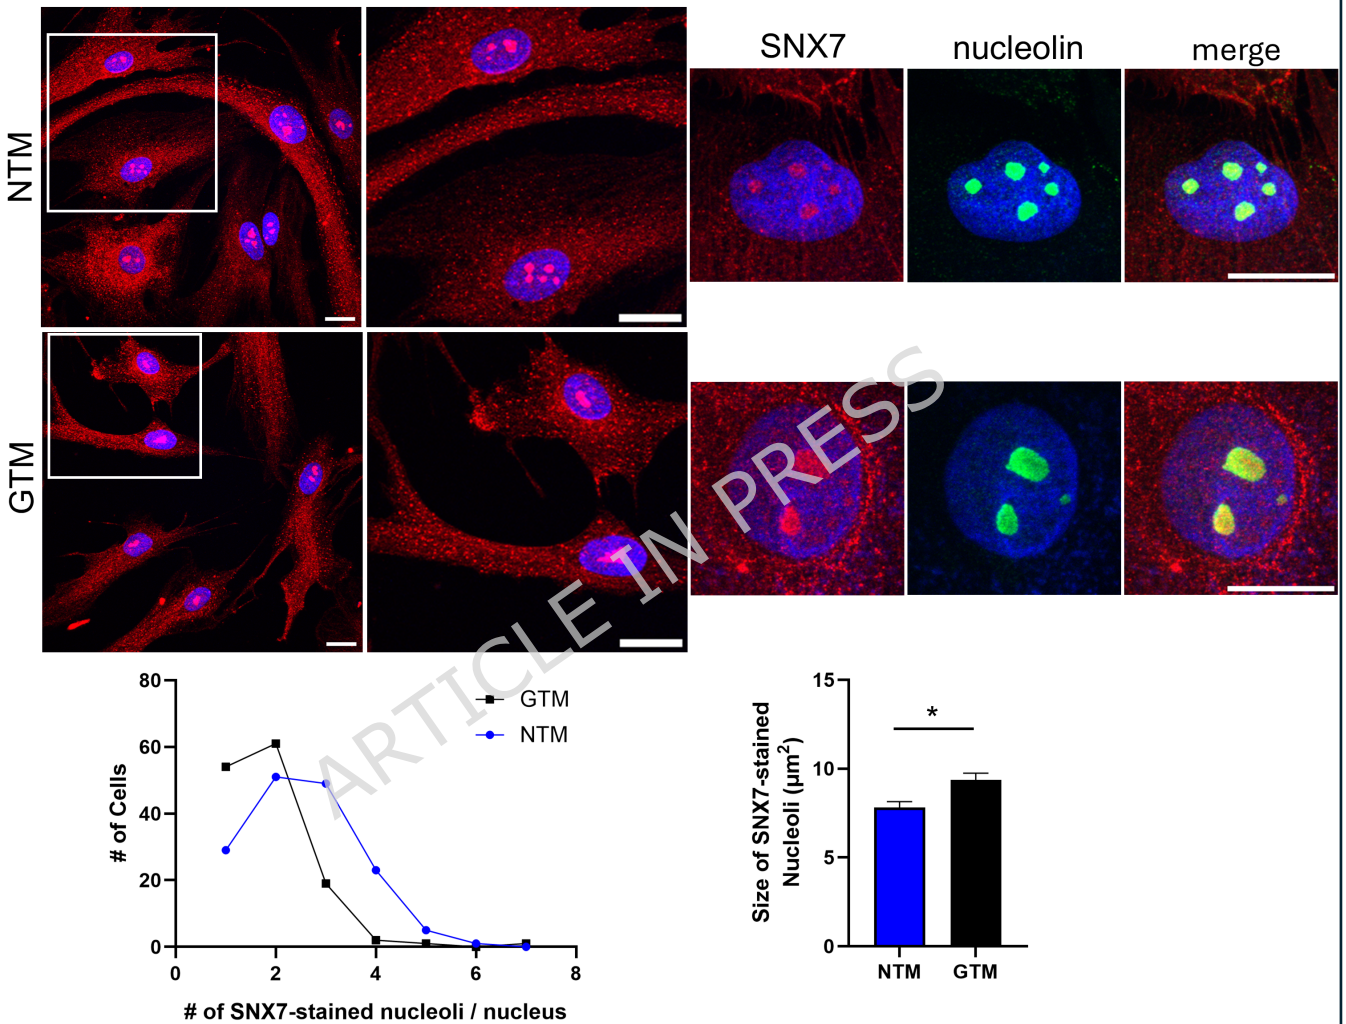 SNX7 nucleolin merge
NTM
GTM
ARTICLE IN PRESS
80
60
40
20
0
# of Cells
0 2 4 6 8
# of SNX7-stained nucleoli / nucleus
GTM
NTM
15
10
5
0
Size of SNX7-stained
Nucleoli (µm²)
*
NTM GTM